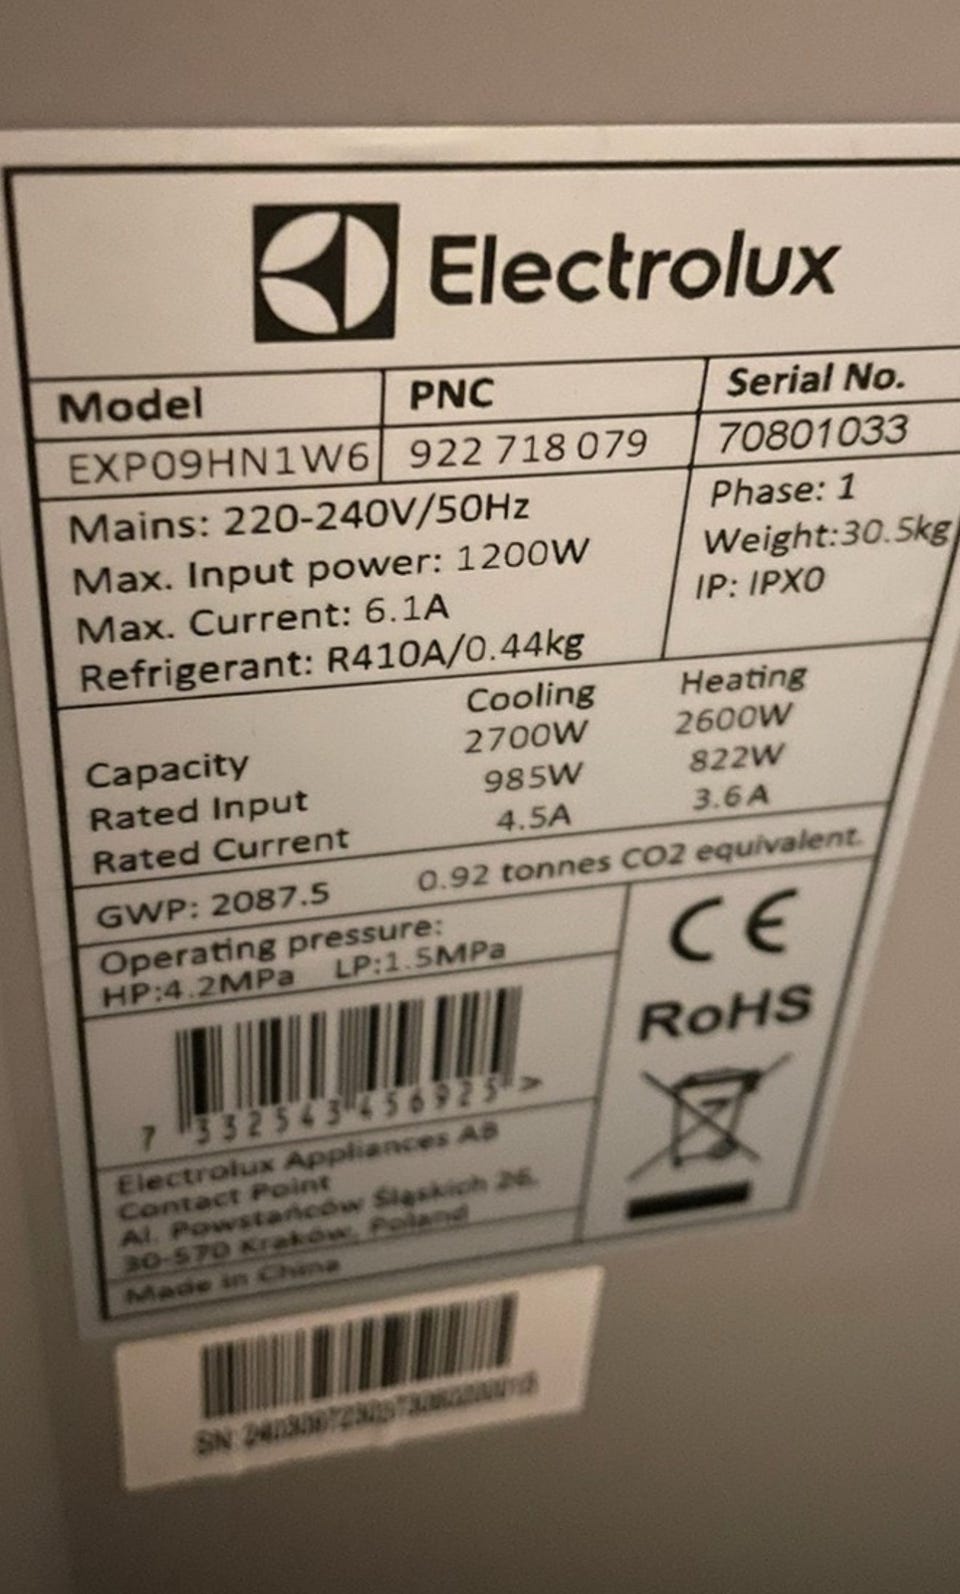 Electrolux
Model PNC Serial No.
EXP09HN1W6 922 718 079 70801033
Mains: 220-240V/50Hz Phase: 1
Max. Input power: 1200W Weight:30.5kg
Max. Current: 6.1A IP: IPX0
Refrigerant: R410A/0.44kg
Cooling Heating
Capacity 2700W 2600W
Rated Input 985W 822W
Rated Current 4.5A 3.6A
GWP: 2087.5 0.92 tonnes CO2 equivalent.
Operating pressure:
HP:4.2MPa LP:1.5MPa
CE
RoHS
7 332543 456925 >
Electrolux Appliances AB
Contact Point
Al. Powstańców Śląskich 26,
30-570 Kraków, Poland
Made in China
SN: